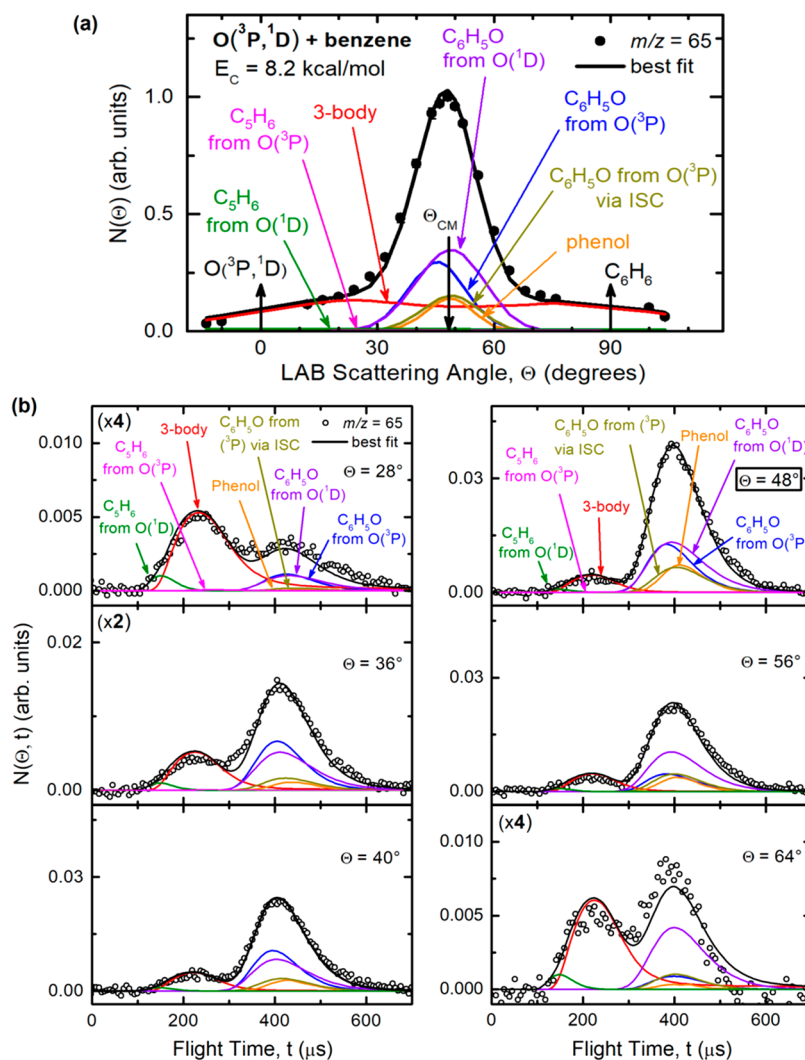 (a)
O(³P,¹D) + benzene
E_C = 8.2 kcal/mol
C₆H₅O
from O(¹D)
● m/z = 65
best fit
C₅H₆
from O(³P)
3-body
C₆H₅O
from O(³P)
C₅H₆
from O(¹D)
Θ_CM
C₆H₅O from O(³P)
via ISC
phenol
O(³P,¹D)
C₆H₆
N(Θ) (arb. units)
1.0
0.5
0.0
0 30 60 90
LAB Scattering Angle, Θ (degrees)
(b)
(x4)
3-body
C₆H₅O from
(³P) via ISC
○ m/z = 65
best fit
C₅H₆
from O(³P)
Θ = 28°
C₅H₆
from O(¹D)
Phenol
C₆H₅O
from O(¹D)
C₆H₅O
from O(³P)
0.010
0.005
0.000
C₆H₅O from (³P)
via ISC
Phenol
C₆H₅O
from O(¹D)
C₅H₆
from O(³P)
Θ = 48°
C₅H₆
from O(¹D)
3-body
C₆H₅O
from O(³P)
0.03
0.00
(x2)
Θ = 36°
0.02
0.00
Θ = 56°
0.03
0.00
N(Θ, t) (arb. units)
Θ = 40°
0.03
0.00
0 200 400 600
Flight Time, t (μs)
(x4)
Θ = 64°
0.010
0.005
0.000
0 200 400 600
Flight Time, t (μs)